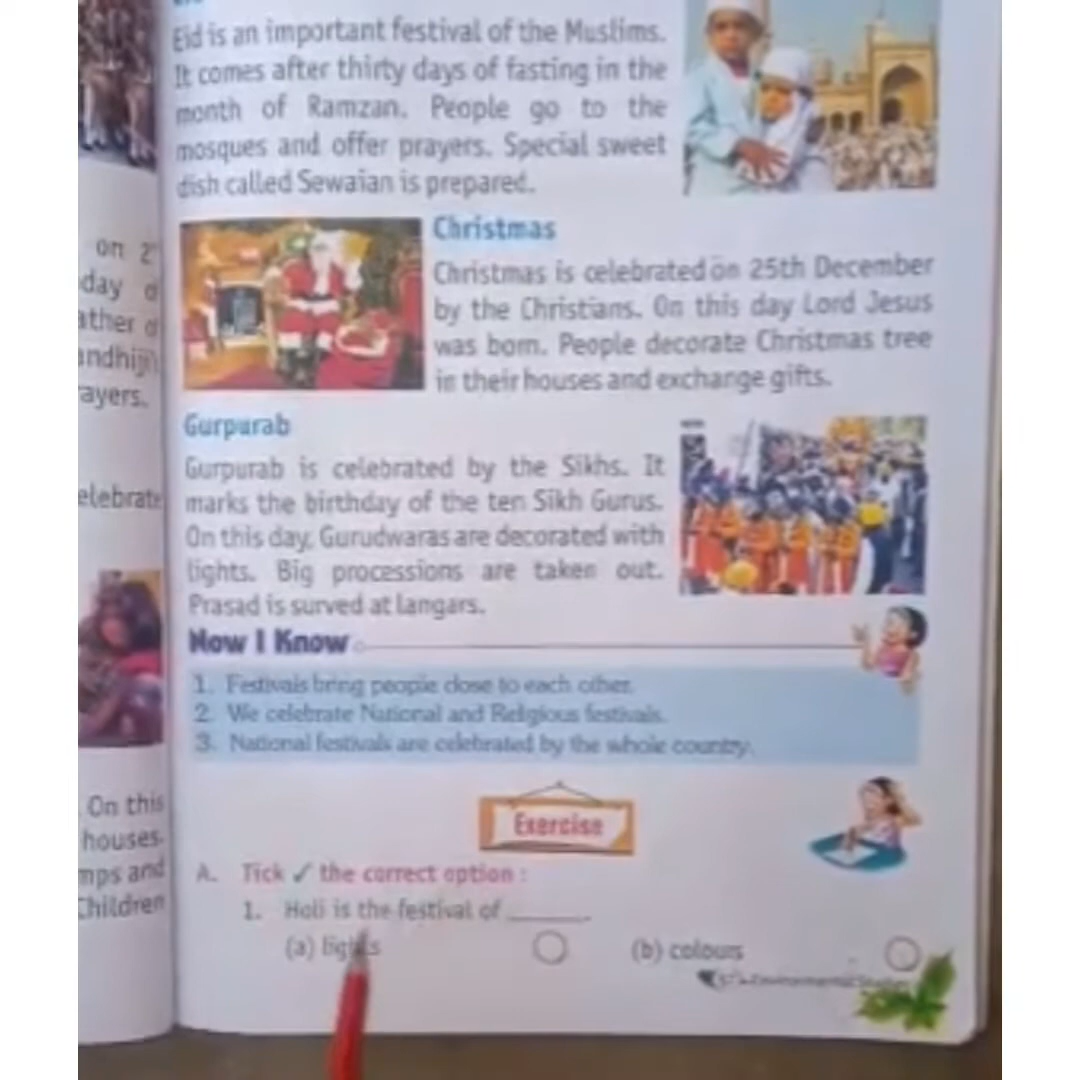 Eid is an important festival of the Muslims.
It comes after thirty days of fasting in the
month of Ramzan. People go to the
mosques and offer prayers. Special sweet
dish called Sewaian is prepared.
Christmas
Christmas is celebrated on 25th December
by the Christians. On this day Lord Jesus
was born. People decorate Christmas tree
in their houses and exchange gifts.
Gurpurab
Gurpurab is celebrated by the Sikhs. It
marks the birthday of the ten Sikh Gurus.
On this day, Gurudwaras are decorated with
lights. Big processions are taken out.
Prasad is surved at langars.
Now I Know
1. Festivals bring people close to each other.
2. We celebrate National and Religious festivals.
3. National festivals are celebrated by the whole country.
Exercise
A. Tick ✓ the correct option :
1. Holi is the festival of ______.
(a) lights (b) colours
on 2
day
ayers.
elebrate
On this
houses.
mps and
Children